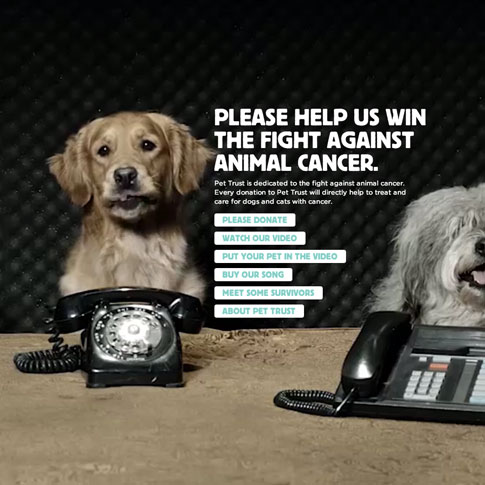 PLEASE HELP US WIN
THE FIGHT AGAINST
ANIMAL CANCER.
Pet Trust is dedicated to the fight against animal cancer.
Every donation to Pet Trust will directly help to treat and
care for dogs and cats with cancer.
PLEASE DONATE
WATCH OUR VIDEO
PUT YOUR PET IN THE VIDEO
BUY OUR SONG
MEET SOME SURVIVORS
ABOUT PET TRUST